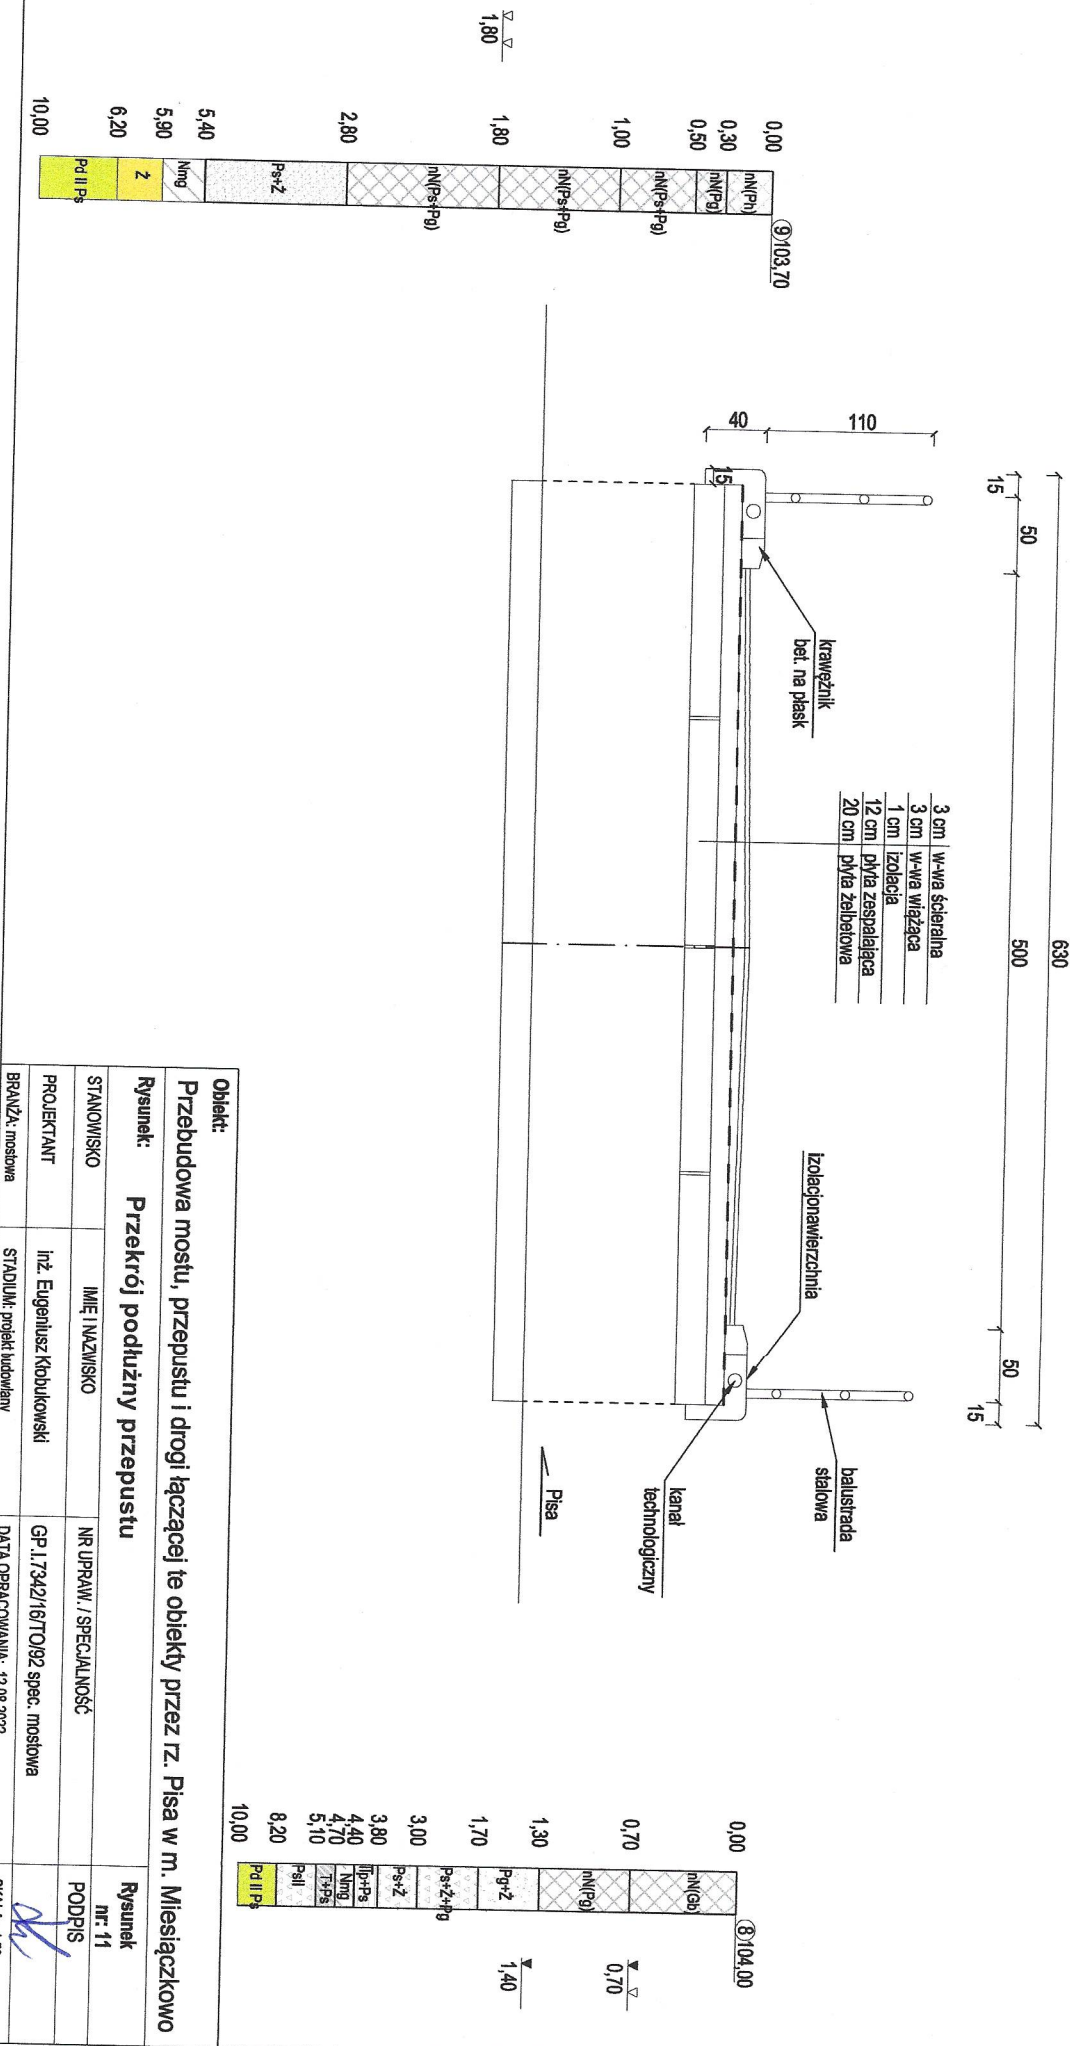 630
15
50
500
50
15
110
40
15
3 cm w-wa ścieralna
3 cm w-wa wiążąca
1 cm izolacja
12 cm płyta zespalająca
20 cm płyta żelbetowa
krawężnik
bet. na płask
izolacjonawierzchnia
balustrada
stalowa
kanał
technologiczny
Pisa
1,80
9 103,70
0,00
nN(Ph)
0,30
nN(Pg)
0,50
nN(Ps+Pg)
1,00
nN(Ps+Pg)
1,80
nN(Ps+Pg)
2,80
Ps+Ż
5,40
Nmg
5,90
Ż
6,20
Pd II Ps
10,00
8 104,00
0,00
nN(Gb)
0,70
nN(Pg)
1,30
Pg+Ż
1,70
Ps+Ż+Pg
3,00
Ps+Ż
3,80
4,40
Nmg
4,70
T+Ps
5,10
PsII
8,20
Pd II Ps
10,00
0,70
1,40
Obiekt:
Przebudowa mostu, przepustu i drogi łączącej te obiekty przez rz. Pisa w m. Miesiączkowo
Rysunek: Przekrój podłużny przepustu
Rysunek
nr: 11
STANOWISKO IMIĘ I NAZWISKO NR UPRAW. / SPECJALNOŚĆ PODPIS
PROJEKTANT inż. Eugeniusz Kłobukowski GP.I.7342/16/TO/92 spec. mostowa
BRANŻA: mostowa STADIUM: projekt budowlany DATA OPRACOWANIA: